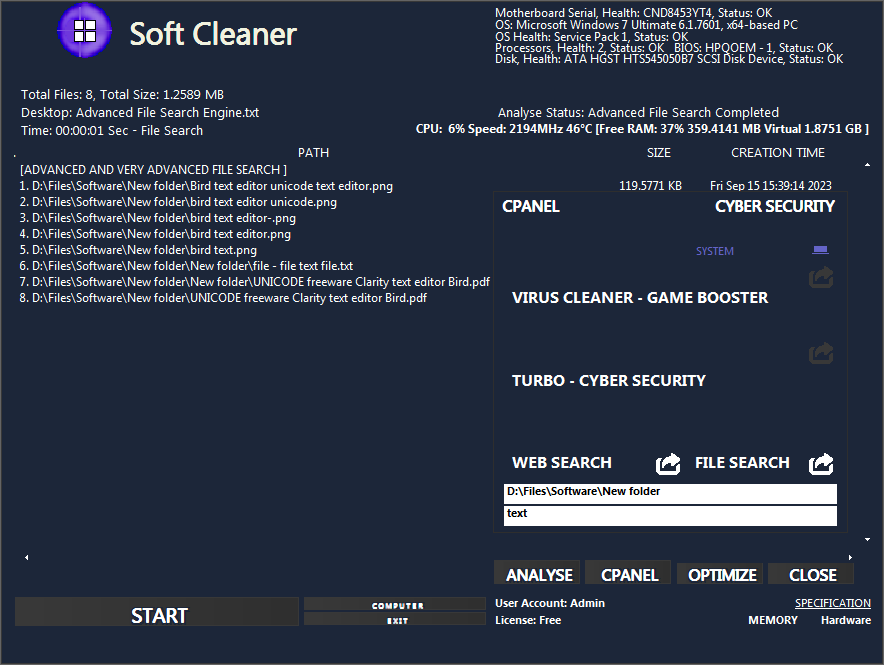 Soft Cleaner
Motherboard Serial, Health: CND8453YT4, Status: OK
OS: Microsoft Windows 7 Ultimate 6.1.7601, x64-based PC
OS Health: Service Pack 1, Status: OK
Processors, Health: 2, Status: OK BIOS: HPQOEM - 1, Status: OK
Disk, Health: ATA HGST HTS545050B7 SCSI Disk Device, Status: OK
Total Files: 8, Total Size: 1.2589 MB
Desktop: Advanced File Search Engine.txt
Time: 00:00:01 Sec - File Search
Analyse Status: Advanced File Search Completed
CPU: 6% Speed: 2194MHz 46°C [Free RAM: 37% 359.4141 MB Virtual 1.8751 GB ]
PATH SIZE CREATION TIME
[ADVANCED AND VERY ADVANCED FILE SEARCH ]
1. D:\Files\Software\New folder\Bird text editor unicode text editor.png 119.5771 KB Fri Sep 15 15:39:14 2023
2. D:\Files\Software\New folder\bird text editor unicode.png
3. D:\Files\Software\New folder\bird text editor-.png
4. D:\Files\Software\New folder\bird text editor.png
5. D:\Files\Software\New folder\bird text.png
6. D:\Files\Software\New folder\New folder\file - file text file.txt
7. D:\Files\Software\New folder\New folder\UNICODE freeware Clarity text editor Bird.pdf
8. D:\Files\Software\New folder\UNICODE freeware Clarity text editor Bird.pdf
CPANEL CYBER SECURITY
SYSTEM
VIRUS CLEANER - GAME BOOSTER
TURBO - CYBER SECURITY
WEB SEARCH FILE SEARCH
D:\Files\Software\New folder
text
ANALYSE CPANEL OPTIMIZE CLOSE
START
COMPUTER
EXIT
User Account: Admin SPECIFICATION
License: Free MEMORY Hardware